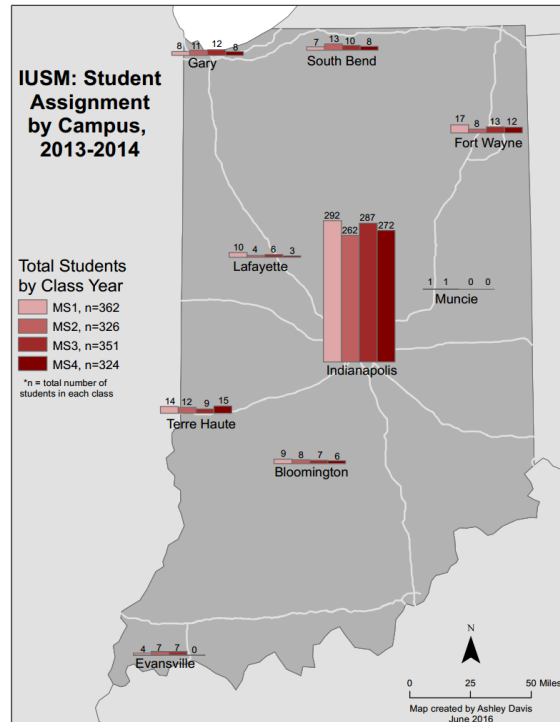 8 11 12 8
Gary
7 13 10 8
South Bend
IUSM: Student
Assignment
by Campus,
2013-2014
17 8 13 12
Fort Wayne
292 262 287 272
Indianapolis
10 4 6 3
Lafayette
1 1 0 0
Muncie
Total Students
by Class Year
MS1, n=362
MS2, n=326
MS3, n=351
MS4, n=324
*n = total number of
students in each class
14 12 9 15
Terre Haute
9 8 7 6
Bloomington
4 7 7 0
Evansville
N
0 25 50 Miles
Map created by Ashley Davis
June 2016